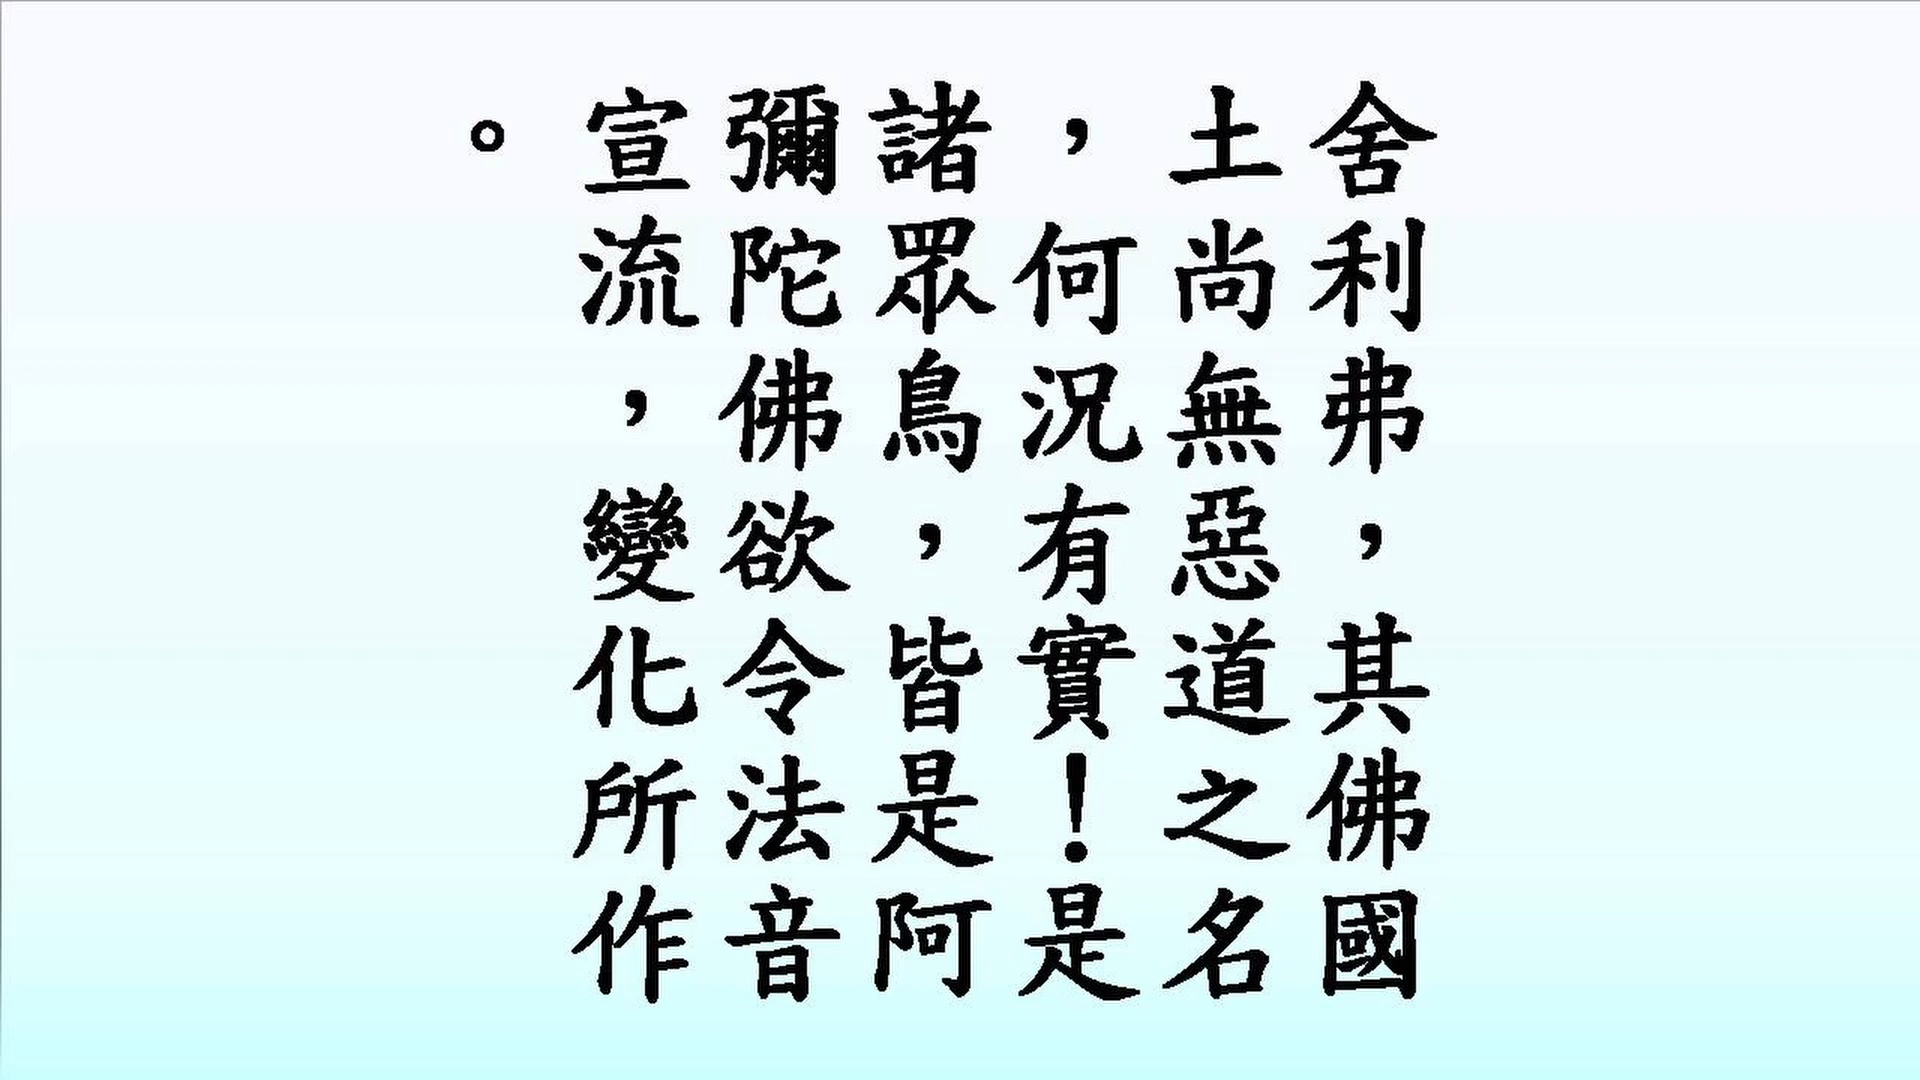 舍利弗，其佛國
土尚無惡道之名
，何況有實！是
諸眾鳥，皆是阿
彌陀佛欲令法音
宣流，變化所作
。